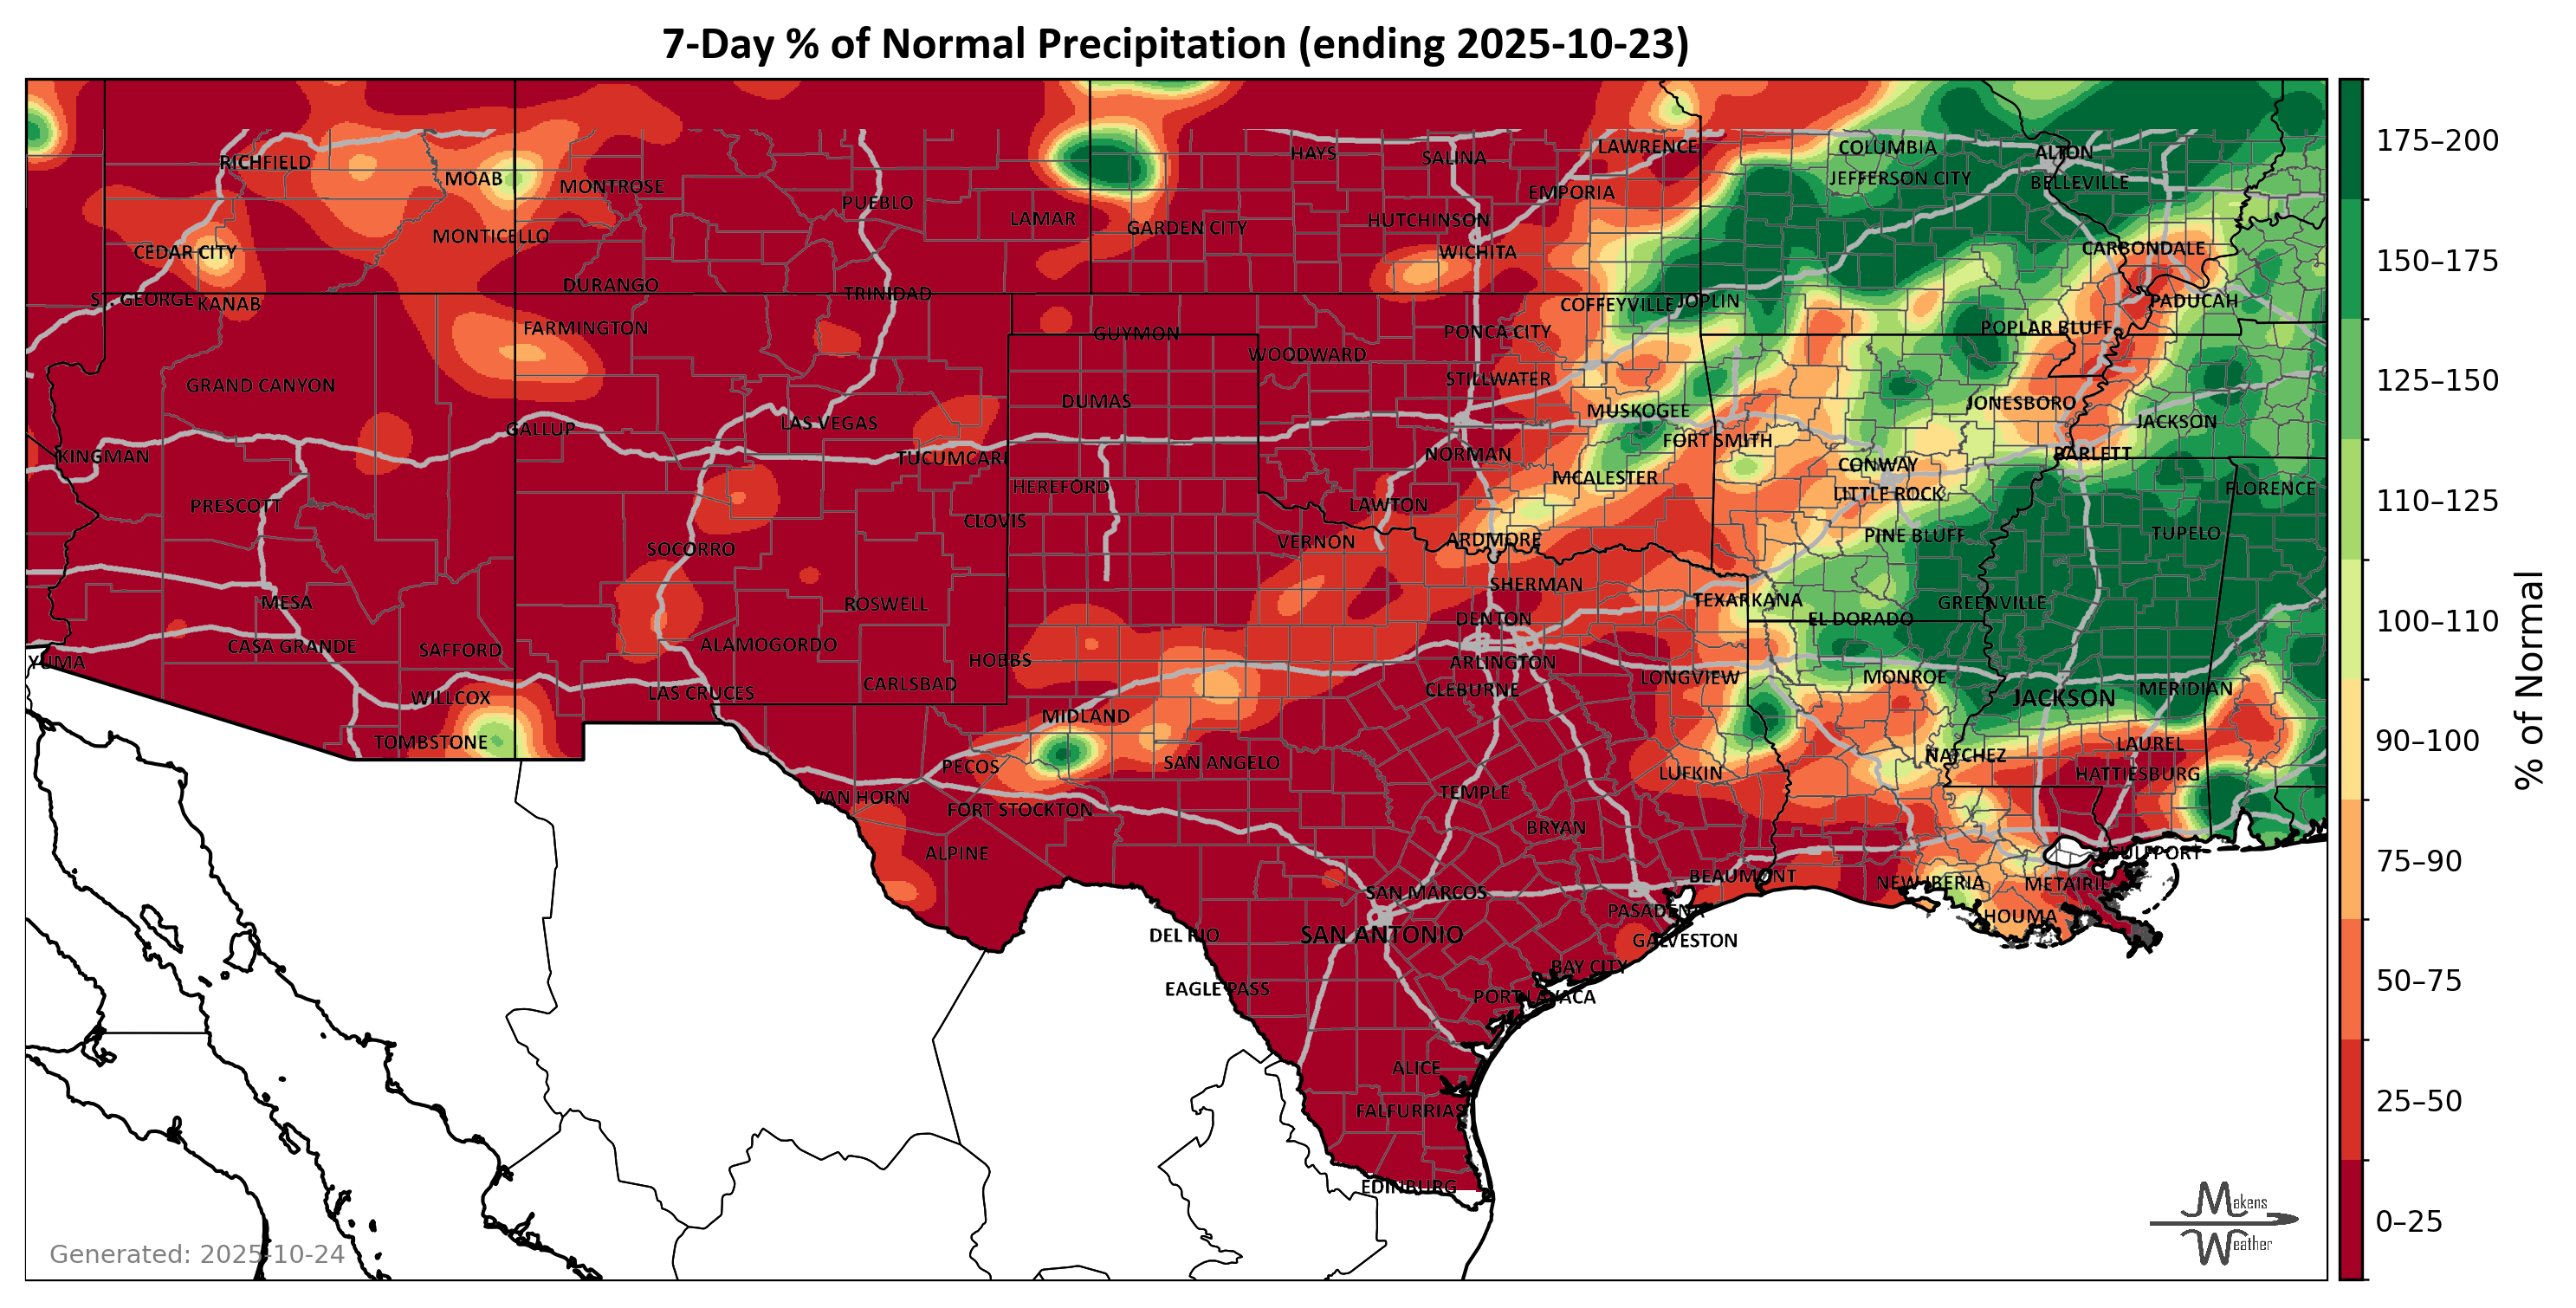 7-Day % of Normal Precipitation (ending 2025-10-23)
RICHFIELD
MOAB
MONTROSE
PUEBLO
LAMAR
GARDEN CITY
HAYS
SALINA
LAWRENCE
EMPORIA
HUTCHINSON
WICHITA
COLUMBIA
JEFFERSON CITY
ALTON
BELLEVILLE
CEDAR CITY
MONTICELLO
CARBONDALE
ST. GEORGE
KANAB
DURANGO
TRINIDAD
COFFEYVILLE
JOPLIN
PADUCAH
FARMINGTON
GUYMON
PONCA CITY
POPLAR BLUFF
WOODWARD
GRAND CANYON
DUMAS
STILLWATER
MUSKOGEE
JONESBORO
JACKSON
GALLUP
LAS VEGAS
FORT SMITH
KINGMAN
TUCUMCARI
NORMAN
BARLETT
CONWAY
PRESCOTT
HEREFORD
LAWTON
MCALESTER
LITTLE ROCK
FLORENCE
CLOVIS
SOCORRO
VERNON
ARDMORE
PINE BLUFF
TUPELO
MESA
ROSWELL
SHERMAN
TEXARKANA
GREENVILLE
DENTON
EL DORADO
CASA GRANDE
SAFFORD
ALAMOGORDO
HOBBS
ARLINGTON
YUMA
WILLCOX
LAS CRUCES
CARLSBAD
CLEBURNE
LONGVIEW
MONROE
JACKSON
MERIDIAN
TOMBSTONE
MIDLAND
PECOS
SAN ANGELO
LUFKIN
NATCHEZ
LAUREL
HATTIESBURG
VAN HORN
FORT STOCKTON
TEMPLE
BRYAN
ALPINE
GULFPORT
SAN MARCOS
BEAUMONT
NEW IBERIA
METAIRIE
PASADENA
HOUMA
DEL RIO
SAN ANTONIO
GALVESTON
EAGLE PASS
BAY CITY
PORT LAVACA
ALICE
FALFURRIAS
EDINBURG
175–200
150–175
125–150
110–125
100–110
90–100
75–90
50–75
25–50
0–25
% of Normal
Generated: 2025-10-24
Makens
Weather